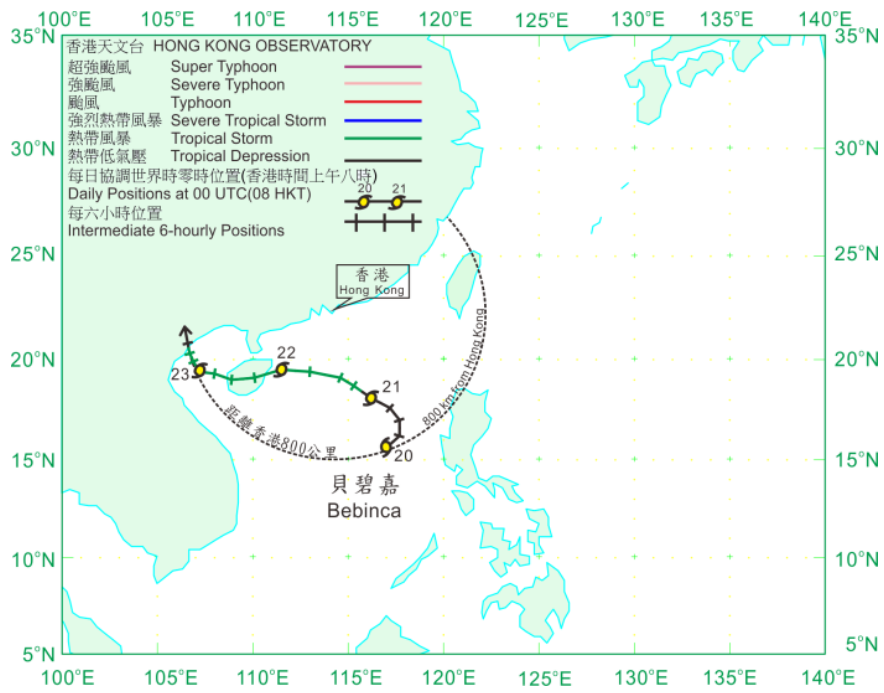 100°E 105°E 110°E 115°E 120°E 125°E 130°E 135°E 140°E
35°N 35°N
香港天文台 HONG KONG OBSERVATORY
超強颱風 Super Typhoon
強颱風 Severe Typhoon
颱風 Typhoon
強烈熱帶風暴 Severe Tropical Storm
熱帶風暴 Tropical Storm
熱帶低氣壓 Tropical Depression
每日協調世界時零時位置(香港時間上午八時)
Daily Positions at 00 UTC(08 HKT)
20 21
每六小時位置
Intermediate 6-hourly Positions
30°N 30°N
25°N 25°N
香港
Hong Kong
800 km from Hong Kong
20°N 20°N
22
23
21
距離香港800公里
20
15°N 15°N
貝碧嘉
Bebinca
10°N 10°N
5°N 5°N
100°E 105°E 110°E 115°E 120°E 125°E 130°E 135°E 140°E